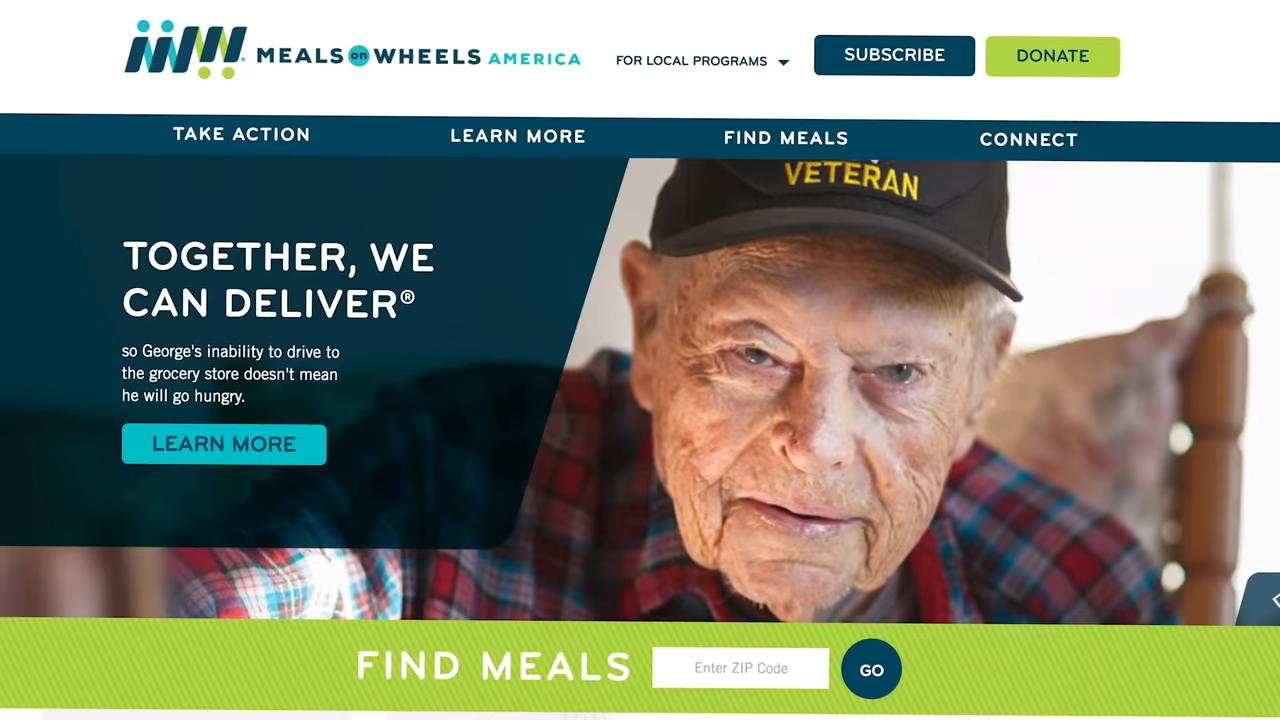 MEALS on WHEELS AMERICA
FOR LOCAL PROGRAMS
SUBSCRIBE
DONATE
TAKE ACTION
LEARN MORE
FIND MEALS
CONNECT
VETERAN
TOGETHER, WE
CAN DELIVER®
so George's inability to drive to
the grocery store doesn't mean
he will go hungry.
LEARN MORE
FIND MEALS
Enter ZIP Code
GO